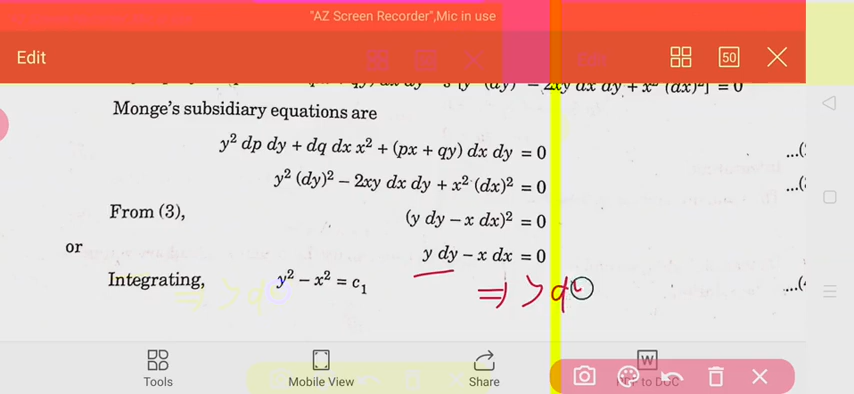 "AZ Screen Recorder",Mic in use
Edit
50
Monge's subsidiary equations are
y² dp dy + dq dx x² + (px + qy) dx dy = 0 ...(
y² (dy)² – 2xy dx dy + x² (dx)² = 0 ...(
From (3), (y dy – x dx)² = 0
or y dy – x dx = 0
Integrating, y² – x² = c₁ ...(
Tools
Mobile View
Share
W
to DOC